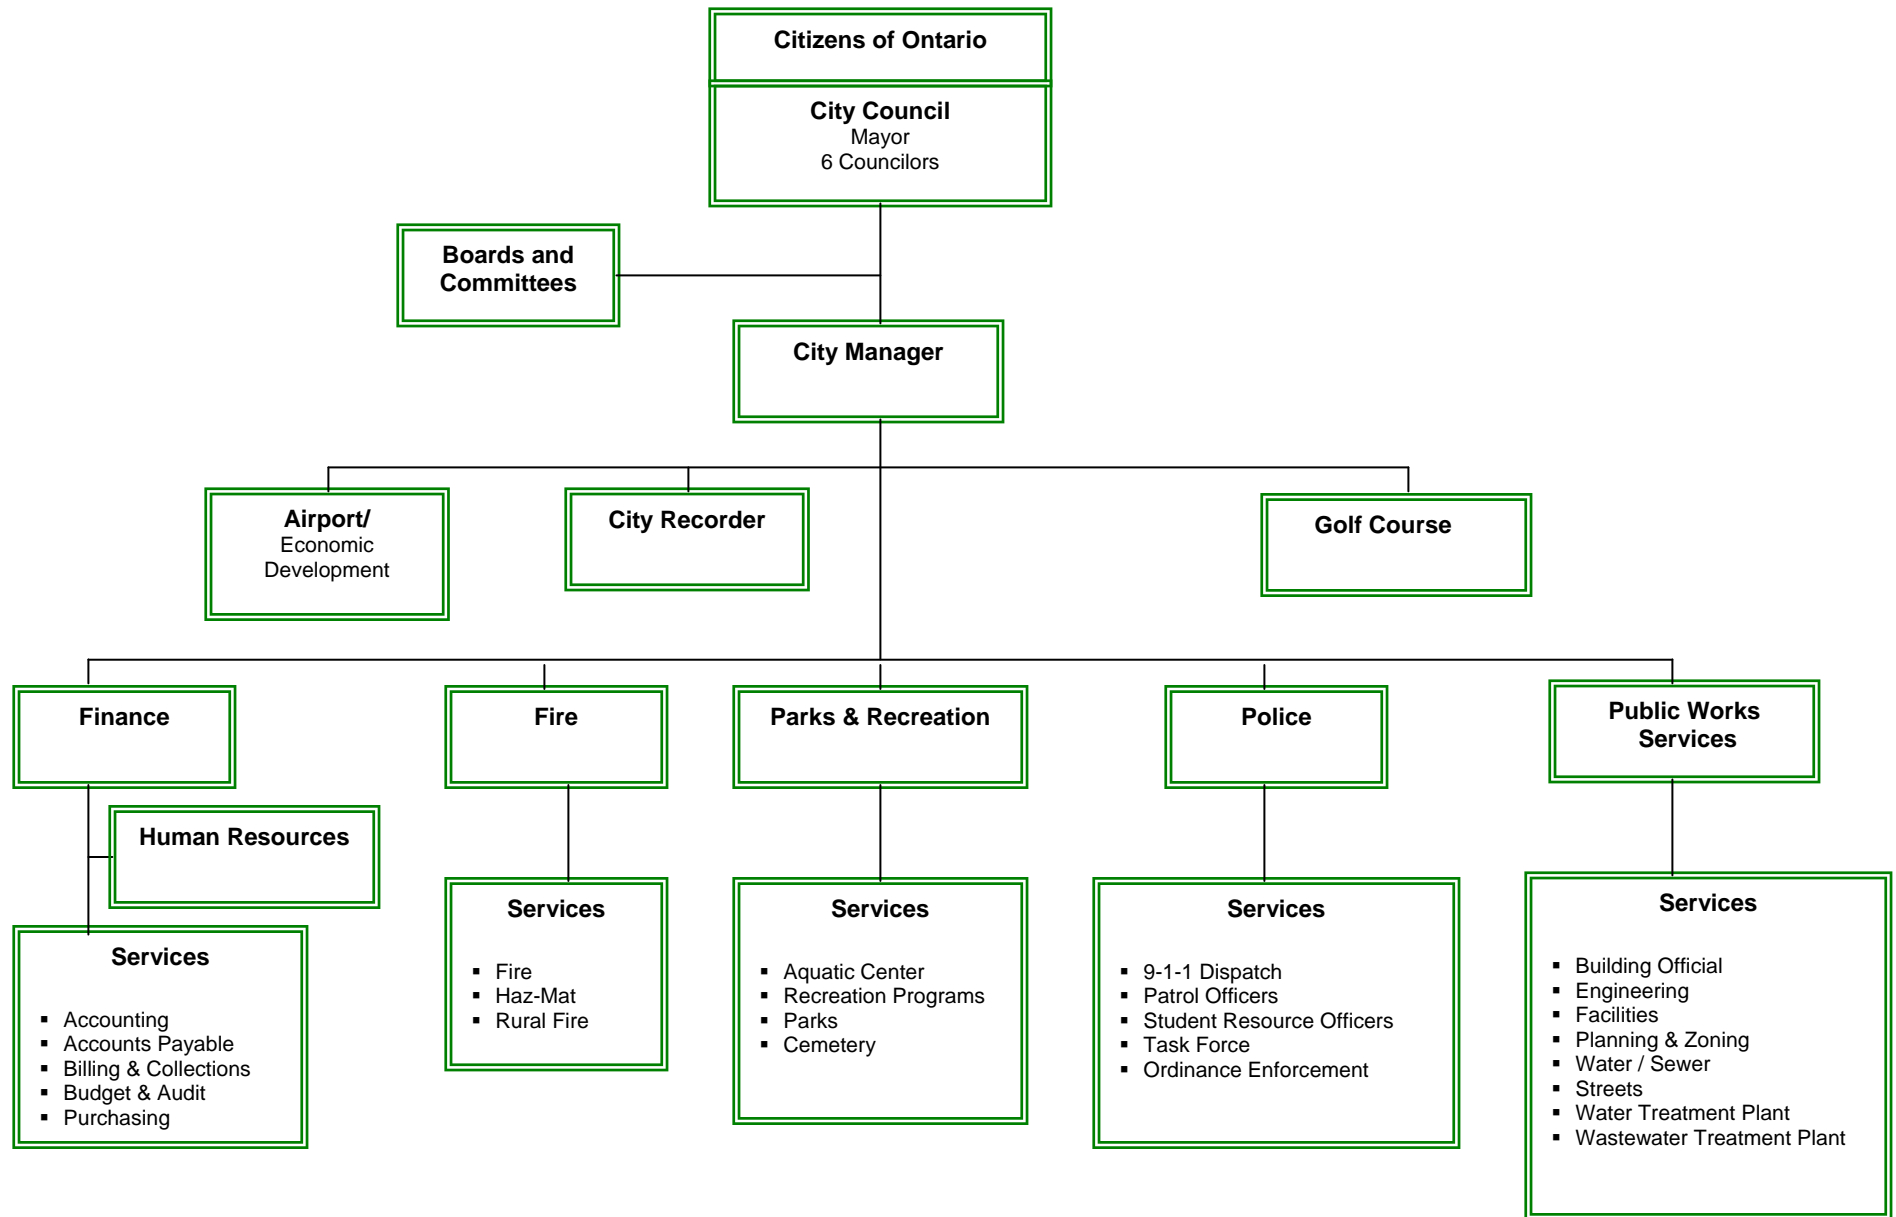 Citizens of Ontario
City Council
Mayor
6 Councilors
Boards and
Committees
City Manager
Airport/
Economic
Development
City Recorder
Golf Course
Finance
Fire
Parks & Recreation
Police
Public Works
Services
Human Resources
Services
▪ Accounting
▪ Accounts Payable
▪ Billing & Collections
▪ Budget & Audit
▪ Purchasing
Services
▪ Fire
▪ Haz-Mat
▪ Rural Fire
Services
▪ Aquatic Center
▪ Recreation Programs
▪ Parks
▪ Cemetery
Services
▪ 9-1-1 Dispatch
▪ Patrol Officers
▪ Student Resource Officers
▪ Task Force
▪ Ordinance Enforcement
Services
▪ Building Official
▪ Engineering
▪ Facilities
▪ Planning & Zoning
▪ Water / Sewer
▪ Streets
▪ Water Treatment Plant
▪ Wastewater Treatment Plant